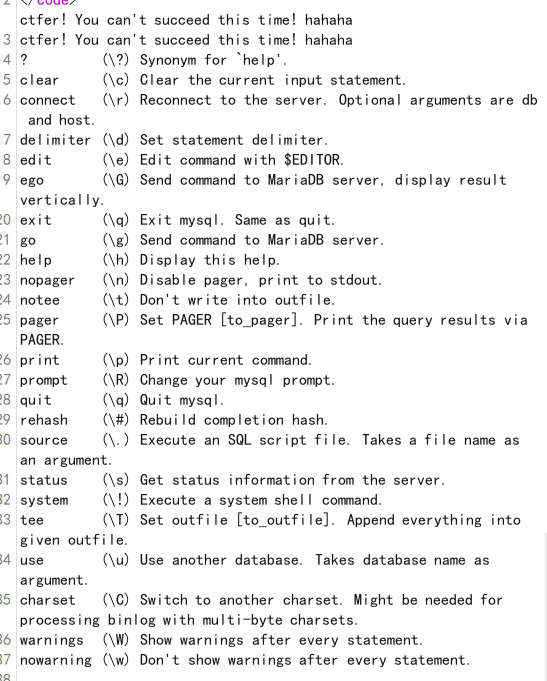 2 </code>
ctfer! You can't succeed this time! hahaha
3 ctfer! You can't succeed this time! hahaha
4 ? (\?) Synonym for `help'.
5 clear (\c) Clear the current input statement.
6 connect (\r) Reconnect to the server. Optional arguments are db
and host.
7 delimiter (\d) Set statement delimiter.
8 edit (\e) Edit command with $EDITOR.
9 ego (\G) Send command to MariaDB server, display result
vertically.
20 exit (\q) Exit mysql. Same as quit.
21 go (\g) Send command to MariaDB server.
22 help (\h) Display this help.
23 nopager (\n) Disable pager, print to stdout.
24 notee (\t) Don't write into outfile.
25 pager (\P) Set PAGER [to_pager]. Print the query results via
PAGER.
26 print (\p) Print current command.
27 prompt (\R) Change your mysql prompt.
28 quit (\q) Quit mysql.
29 rehash (\#) Rebuild completion hash.
30 source (\.) Execute an SQL script file. Takes a file name as
an argument.
31 status (\s) Get status information from the server.
32 system (\!) Execute a system shell command.
33 tee (\T) Set outfile [to_outfile]. Append everything into
given outfile.
34 use (\u) Use another database. Takes database name as
argument.
35 charset (\C) Switch to another charset. Might be needed for
processing binlog with multi-byte charsets.
36 warnings (\W) Show warnings after every statement.
37 nowarning (\w) Don't show warnings after every statement.
38